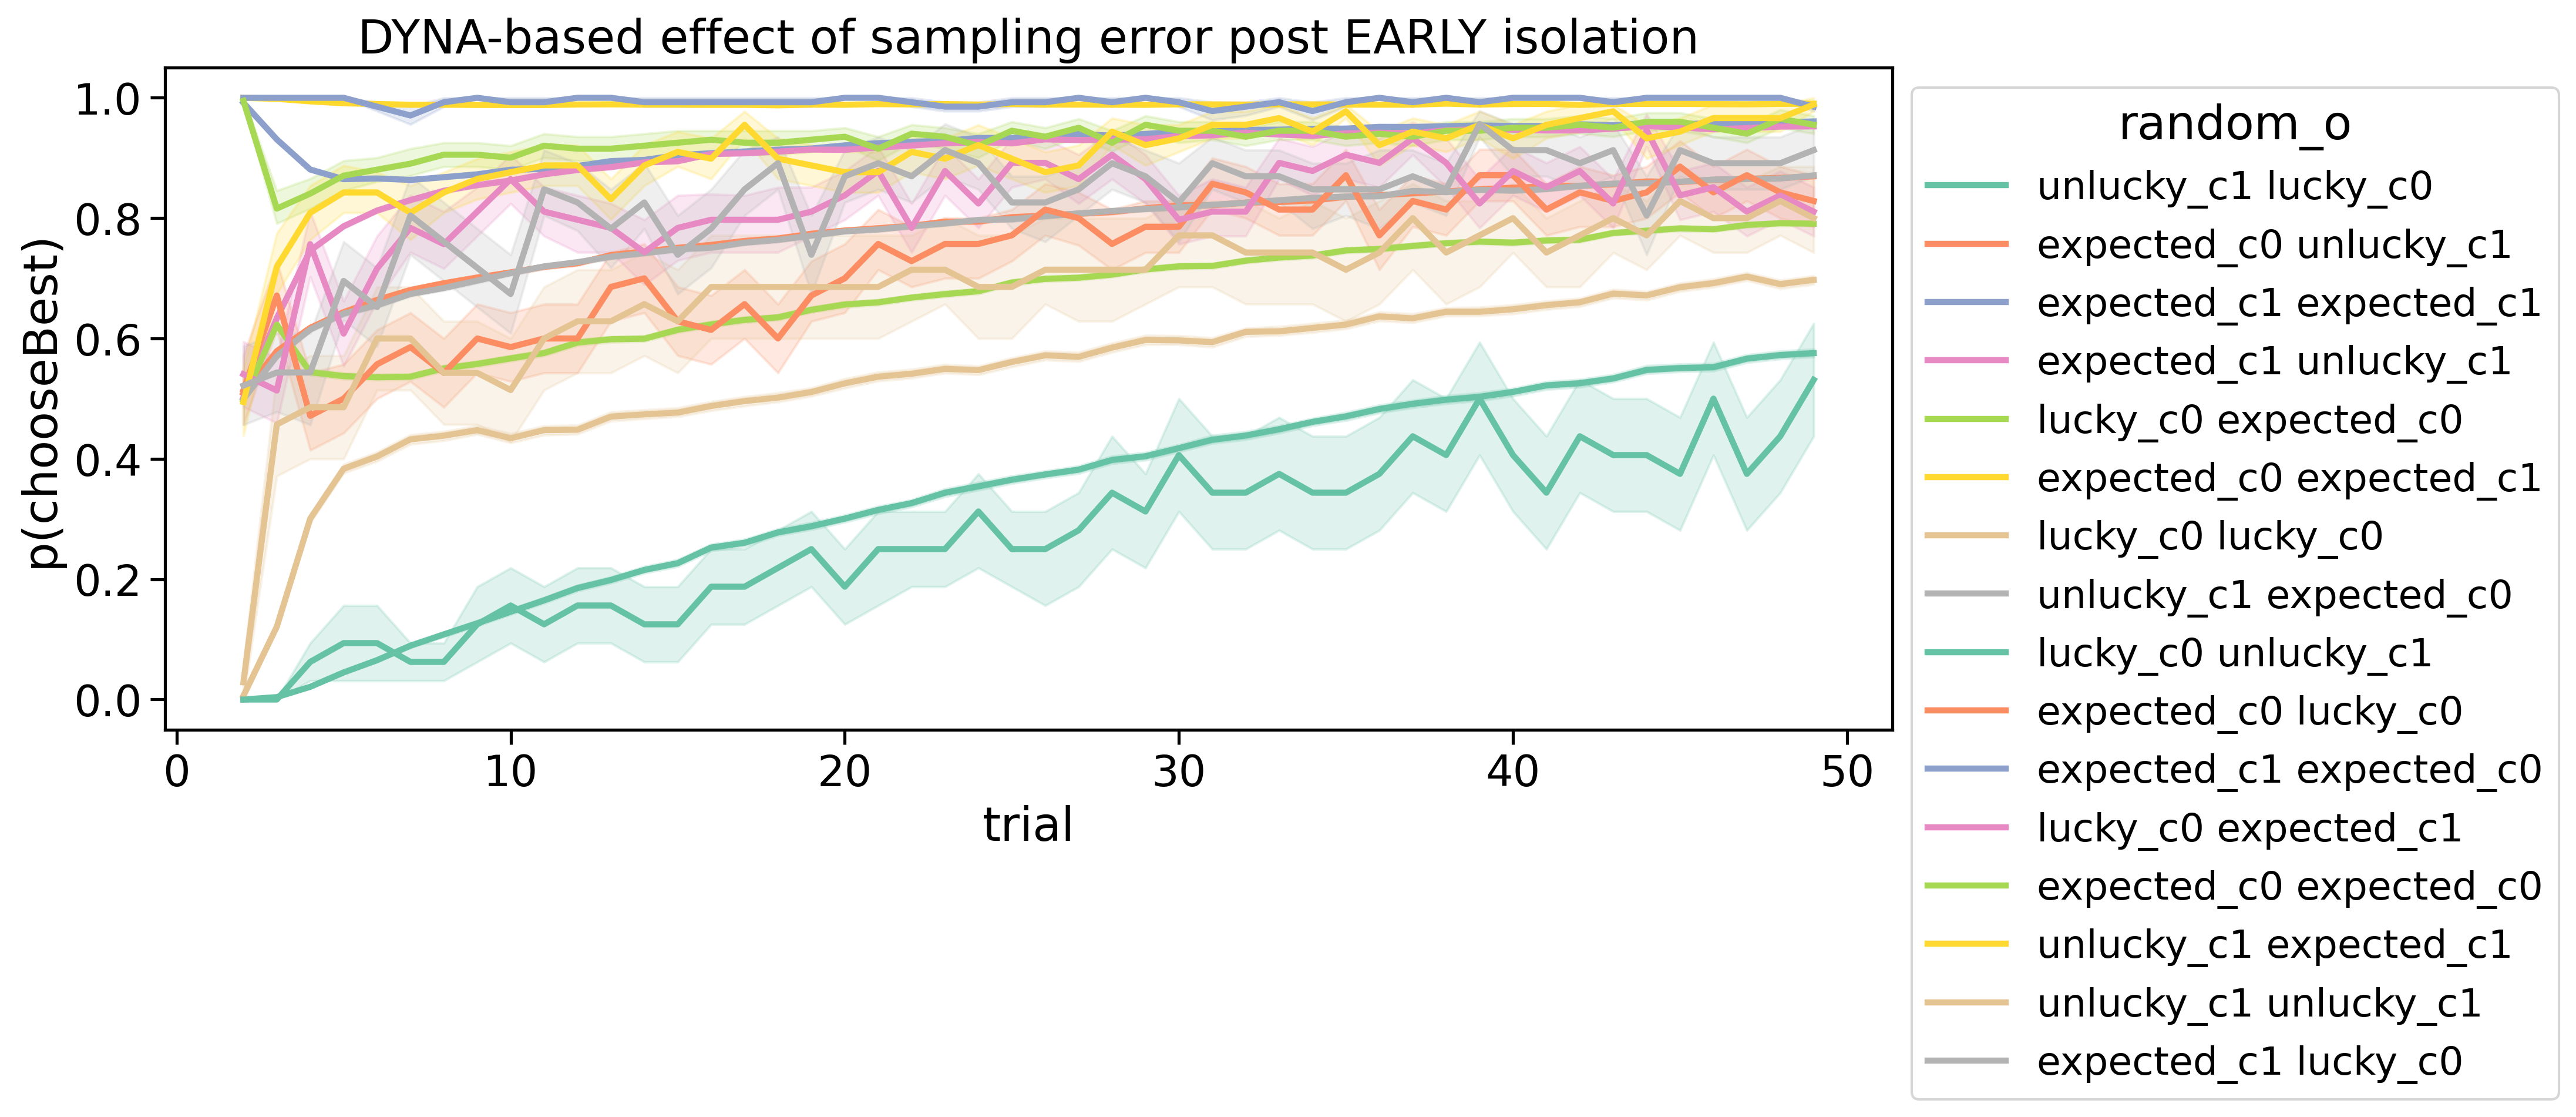 DYNA-based effect of sampling error post EARLY isolation
p(chooseBest)
1.0
0.8
0.6
0.4
0.2
0.0
0
10
20
30
40
50
trial
random_o
unlucky_c1 lucky_c0
expected_c0 unlucky_c1
expected_c1 expected_c1
expected_c1 unlucky_c1
lucky_c0 expected_c0
expected_c0 expected_c1
lucky_c0 lucky_c0
unlucky_c1 expected_c0
lucky_c0 unlucky_c1
expected_c0 lucky_c0
expected_c1 expected_c0
lucky_c0 expected_c1
expected_c0 expected_c0
unlucky_c1 expected_c1
unlucky_c1 unlucky_c1
expected_c1 lucky_c0